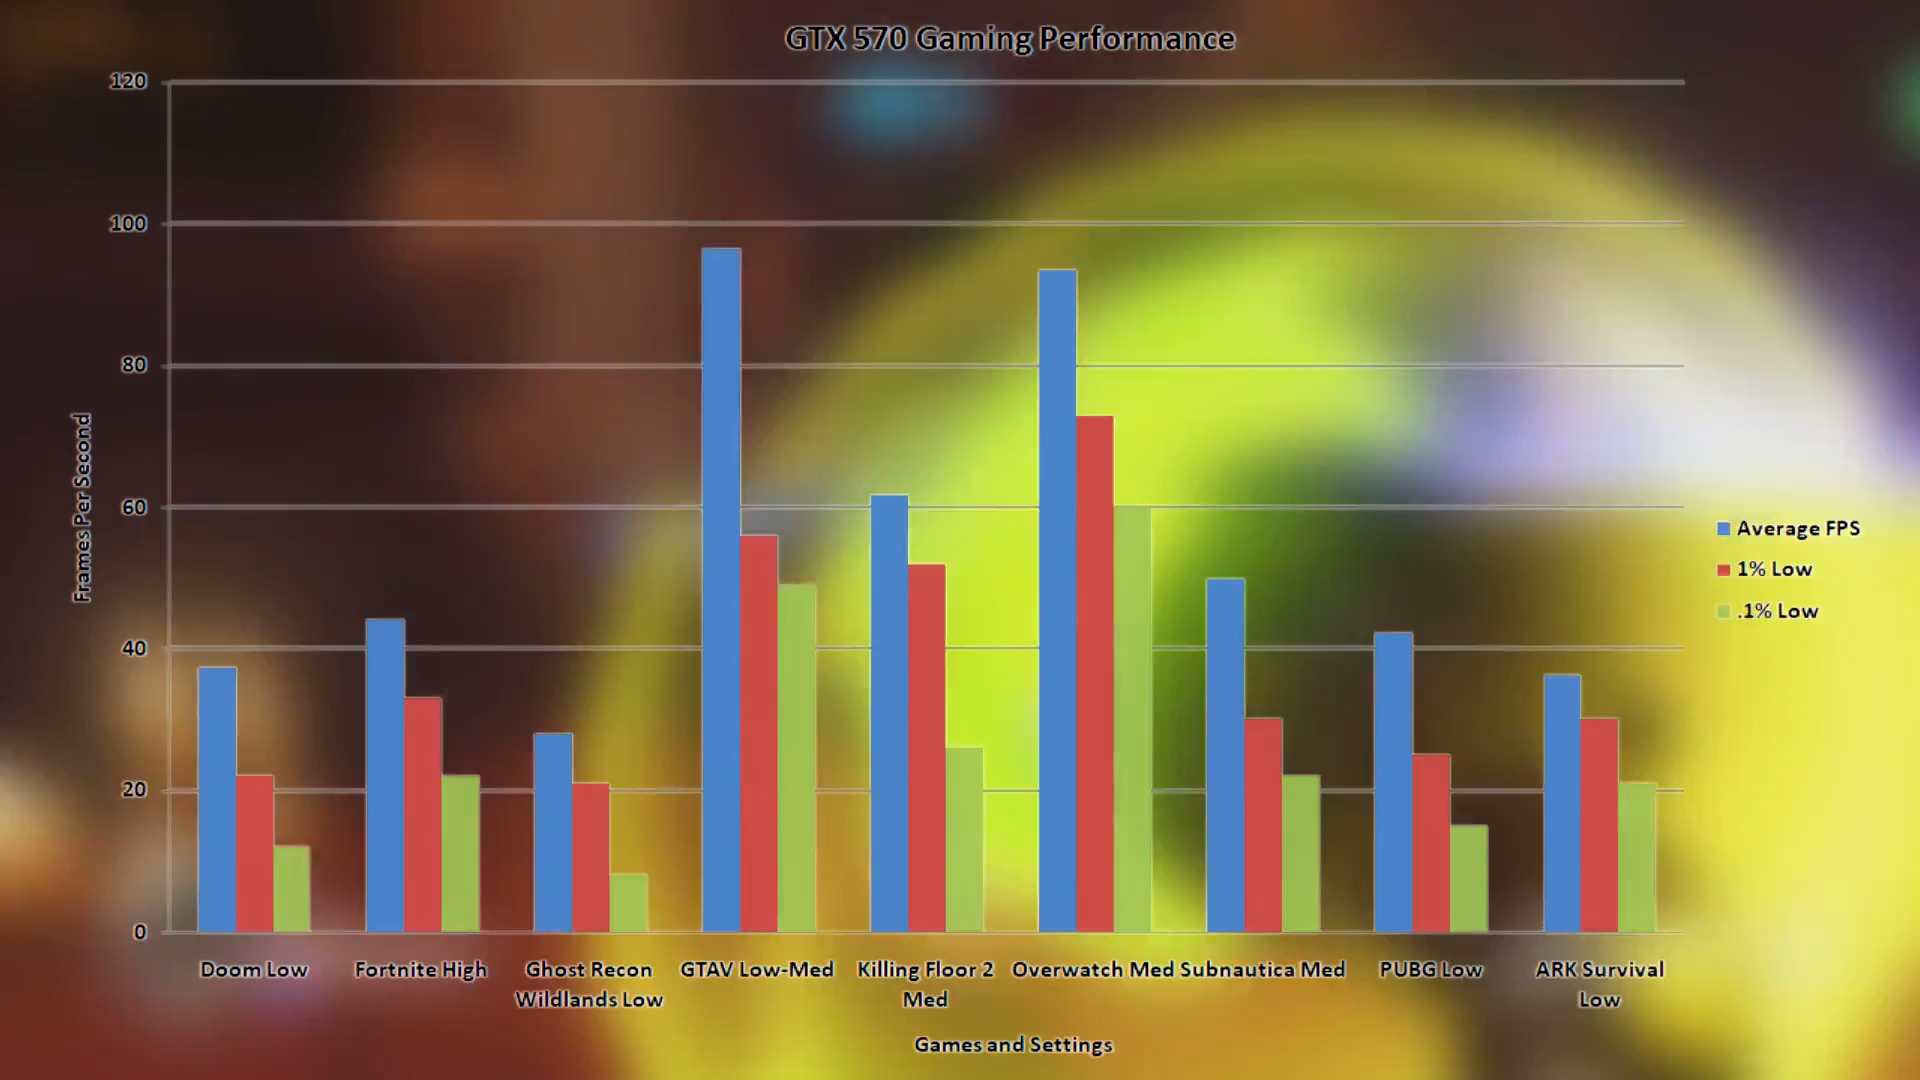 GTX 570 Gaming Performance
120
100
80
60
40
20
0
Frames Per Second
Average FPS
1% Low
.1% Low
Doom Low
Fortnite High
Ghost Recon
Wildlands Low
GTAV Low-Med
Killing Floor 2
Med
Overwatch Med
Subnautica Med
PUBG Low
ARK Survival
Low
Games and Settings